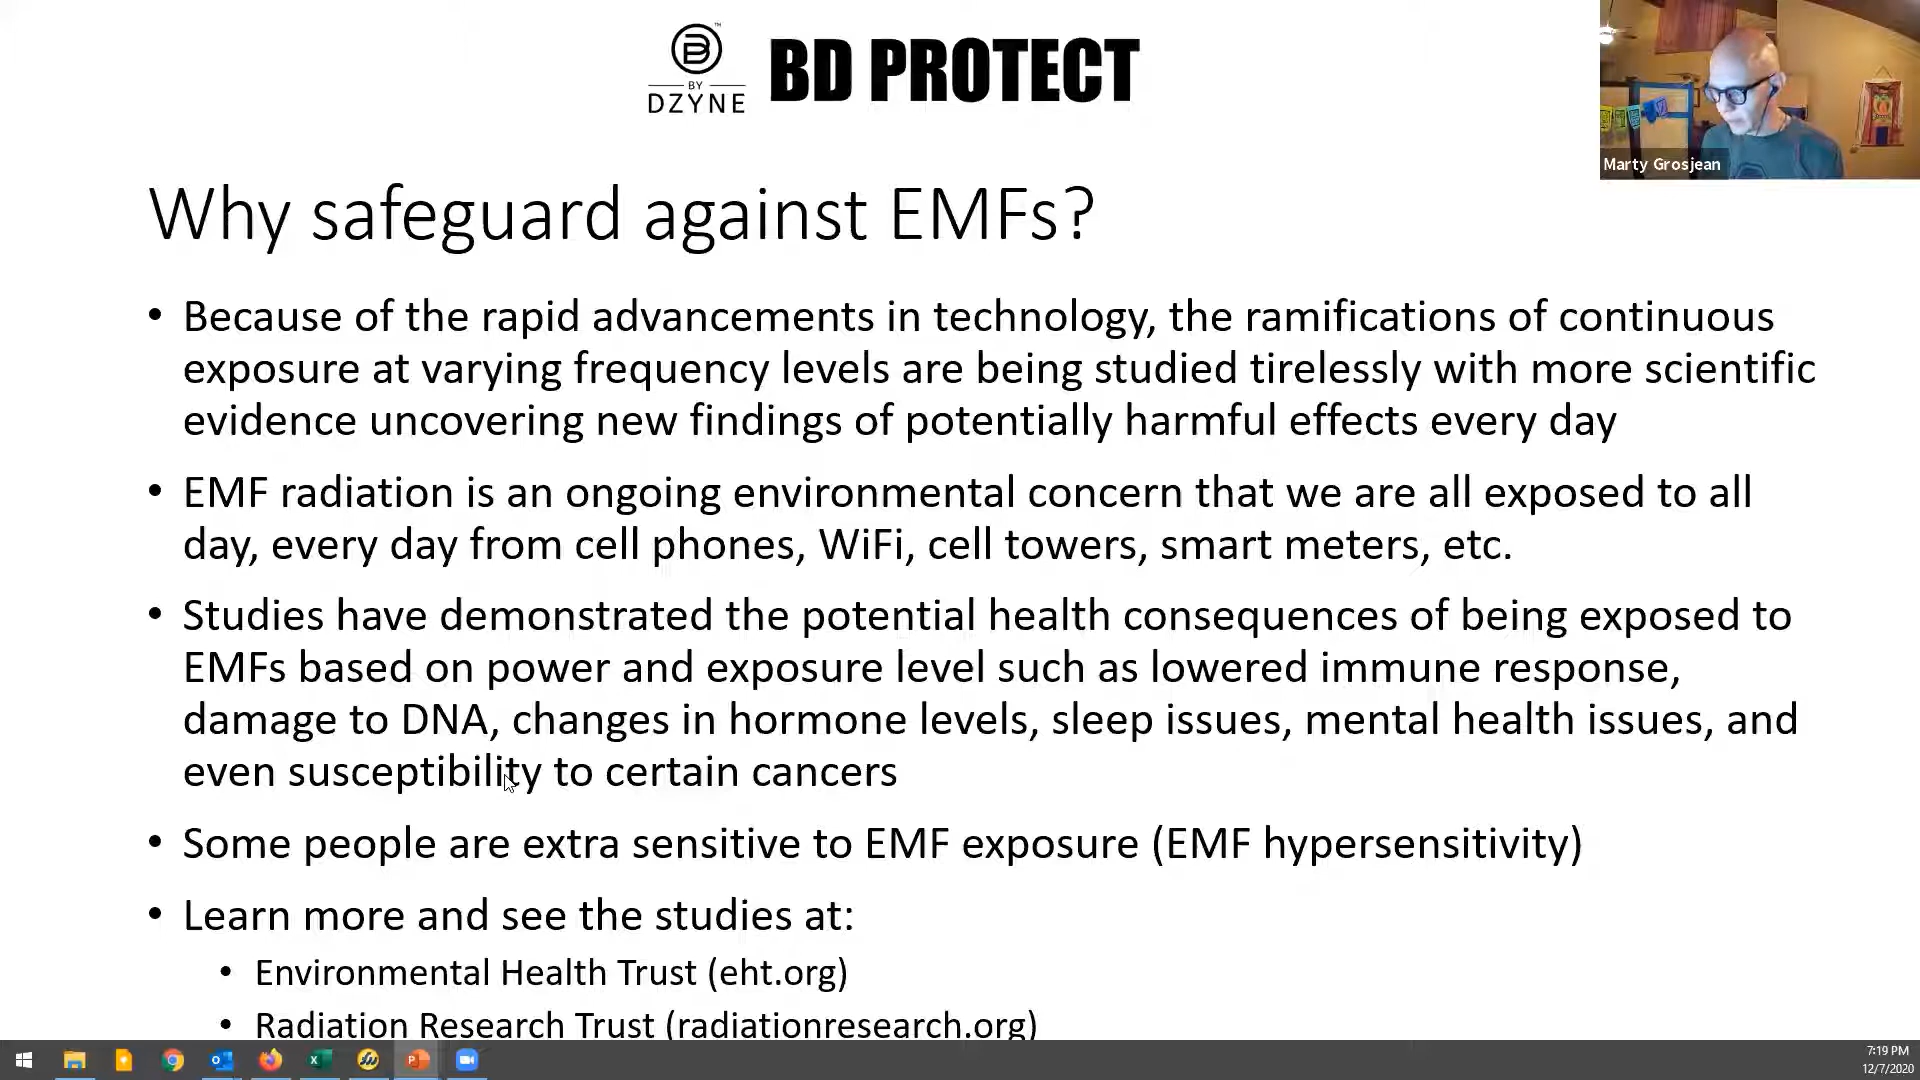 B
™
BY
DZYNE
BD PROTECT
Marty Grosjean
Why safeguard against EMFs?
• Because of the rapid advancements in technology, the ramifications of continuous
exposure at varying frequency levels are being studied tirelessly with more scientific
evidence uncovering new findings of potentially harmful effects every day
• EMF radiation is an ongoing environmental concern that we are all exposed to all
day, every day from cell phones, WiFi, cell towers, smart meters, etc.
• Studies have demonstrated the potential health consequences of being exposed to
EMFs based on power and exposure level such as lowered immune response,
damage to DNA, changes in hormone levels, sleep issues, mental health issues, and
even susceptibility to certain cancers
• Some people are extra sensitive to EMF exposure (EMF hypersensitivity)
• Learn more and see the studies at:
• Environmental Health Trust (eht.org)
• Radiation Research Trust (radiationresearch.org)
7:19 PM
12/7/2020